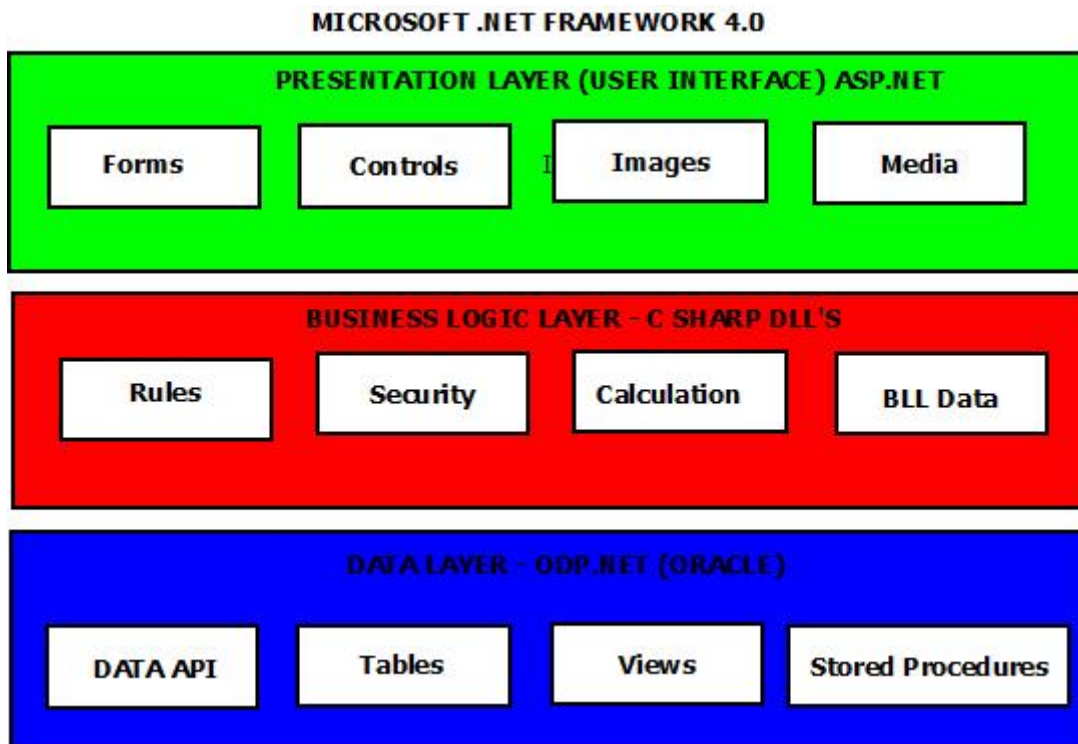 MICROSOFT .NET FRAMEWORK 4.0
PRESENTATION LAYER (USER INTERFACE) ASP.NET
Forms
Controls
I
Images
Media
BUSINESS LOGIC LAYER - C SHARP DLL'S
Rules
Security
Calculation
BLL Data
DATA LAYER - ODP.NET (ORACLE)
DATA API
Tables
Views
Stored Procedures